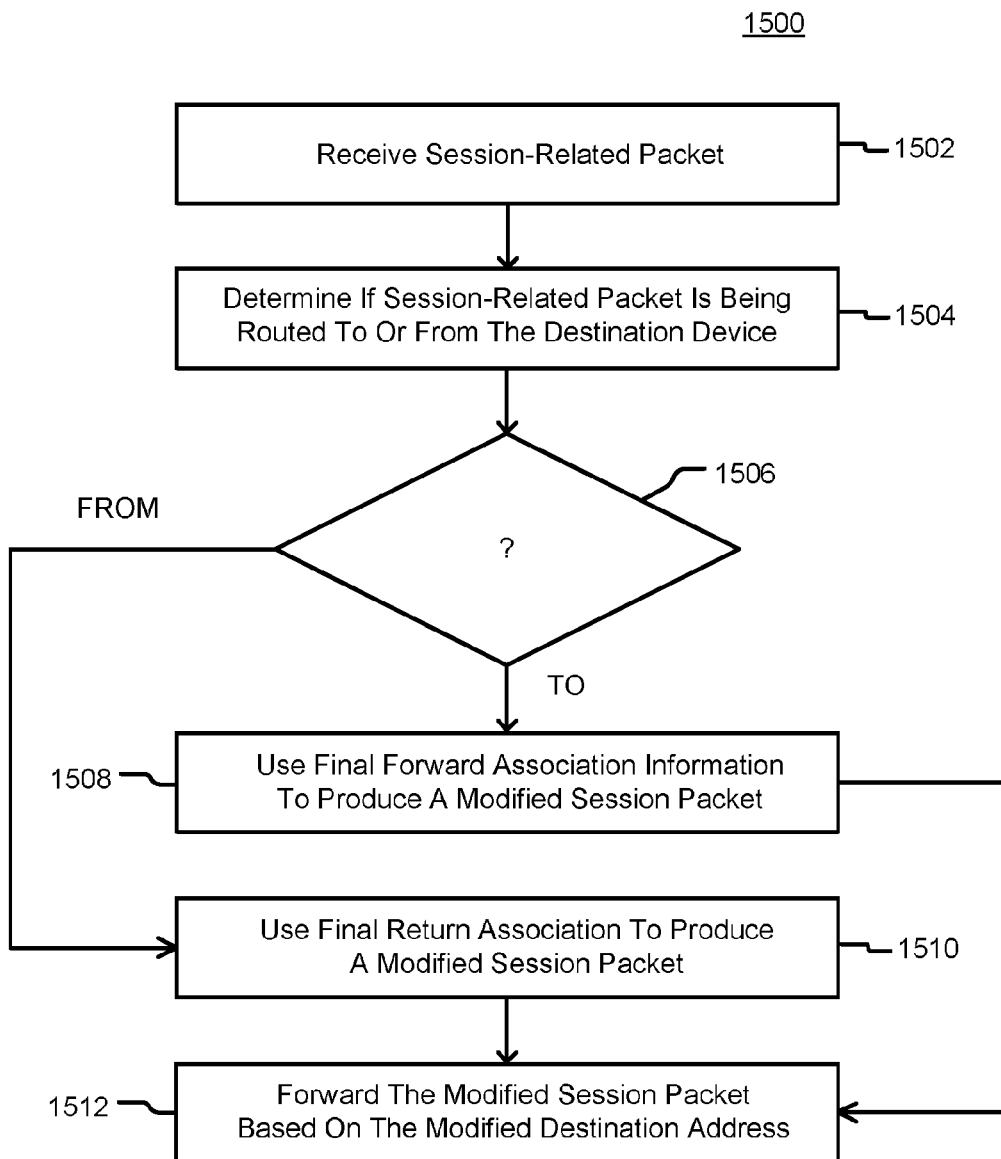 1500
Receive Session-Related Packet
1502
Determine If Session-Related Packet Is Being
Routed To Or From The Destination Device
1504
1506
FROM
?
TO
1508
Use Final Forward Association Information
To Produce A Modified Session Packet
Use Final Return Association To Produce
A Modified Session Packet
1510
1512
Forward The Modified Session Packet
Based On The Modified Destination Address